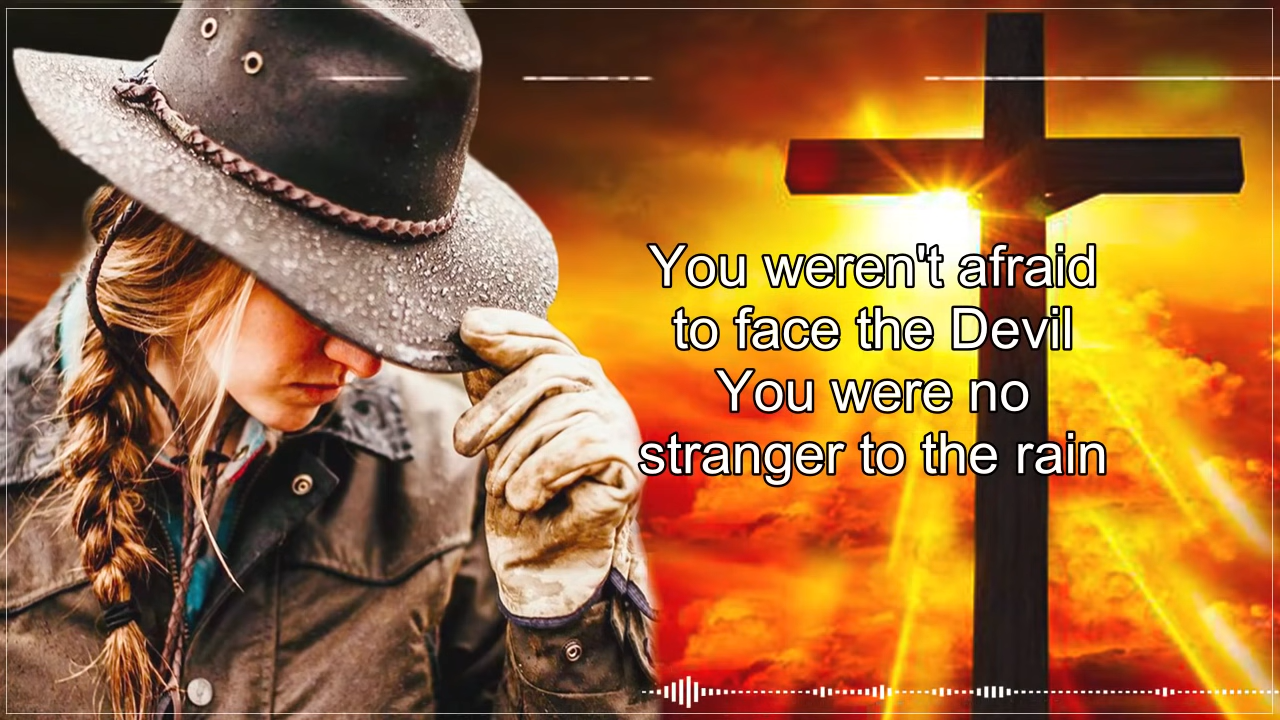 You weren't afraid
to face the Devil
You were no
stranger to the rain